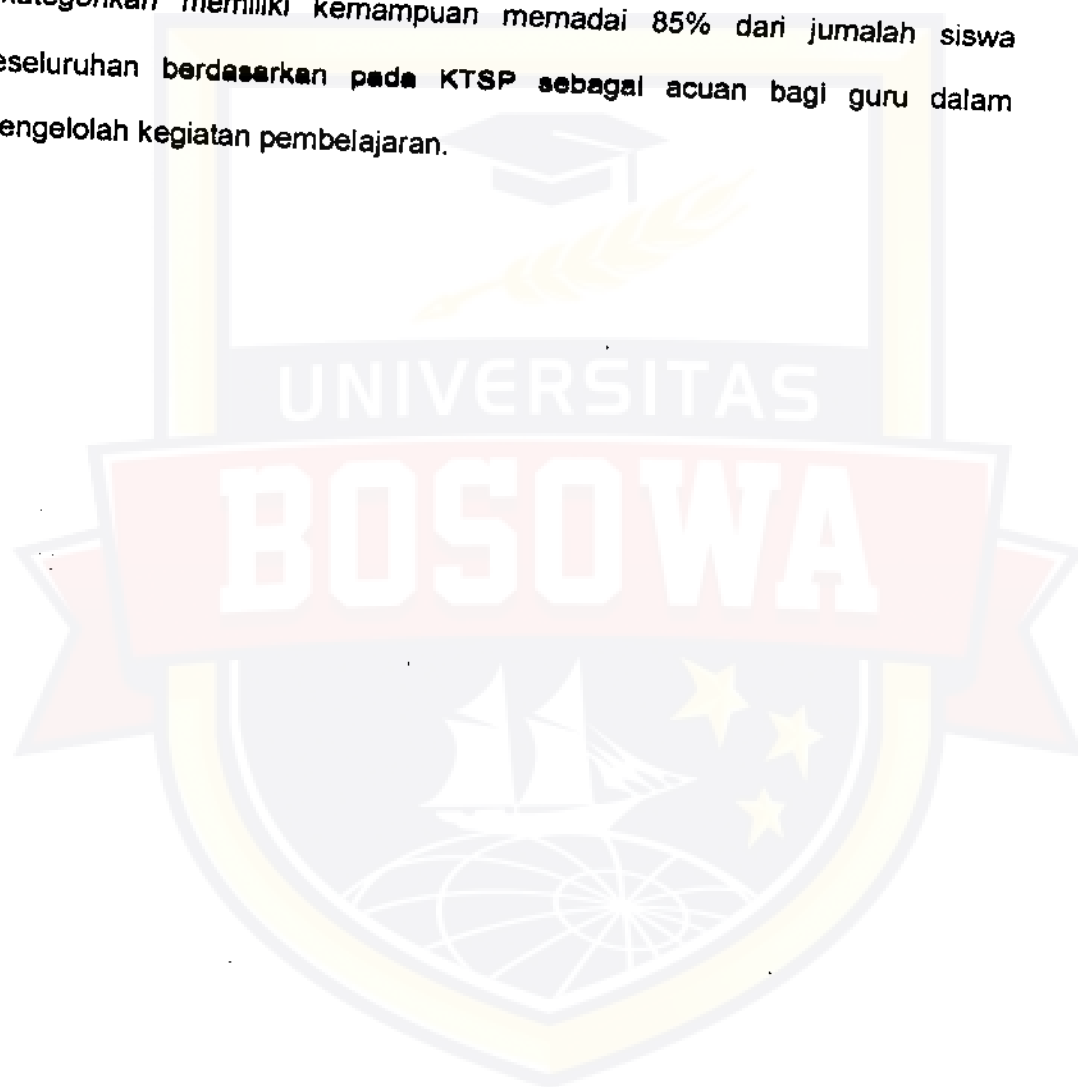 kategorikan memiliki kemampuan memadai 85% dari jumalah siswa
eseluruhan berdasarkan pada KTSP sebagai acuan bagi guru dalam
engelolah kegiatan pembelajaran.
UNIVERSITAS
BOSOWA